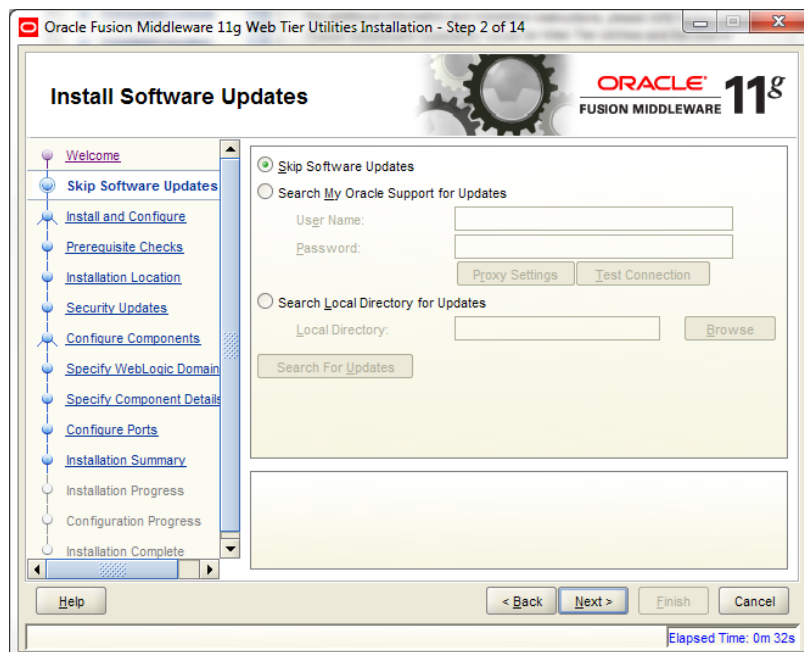 Oracle Fusion Middleware 11g Web Tier Utilities Installation - Step 2 of 14
Install Software Updates
ORACLE
FUSION MIDDLEWARE 11g
Welcome
Skip Software Updates
Install and Configure
Prerequisite Checks
Installation Location
Security Updates
Configure Components
Specify WebLogic Domain
Specify Component Details
Configure Ports
Installation Summary
Installation Progress
Configuration Progress
Installation Complete
Skip Software Updates
Search My Oracle Support for Updates
User Name:
Password:
Proxy Settings Test Connection
Search Local Directory for Updates
Local Directory: Browse
Search For Updates
Help < Back Next > Finish Cancel
Elapsed Time: 0m 32s